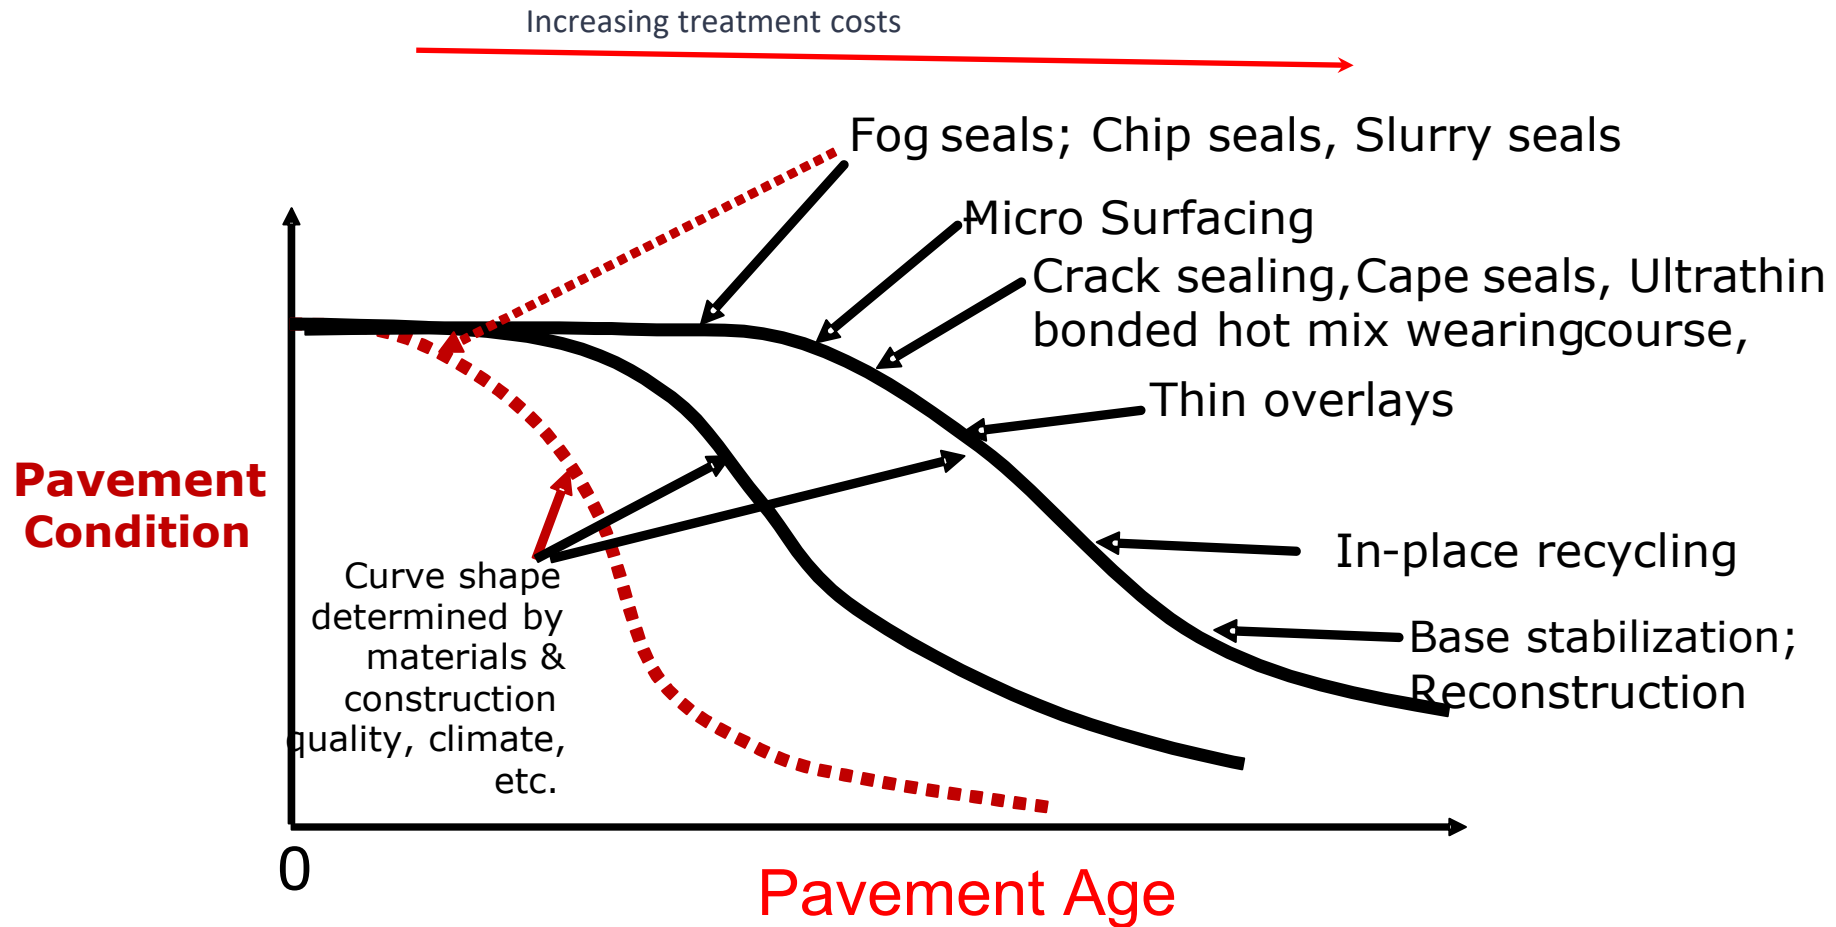 Increasing treatment costs
Fog seals; Chip seals, Slurry seals
Micro Surfacing
Crack sealing, Cape seals, Ultrathin
bonded hot mix wearingcourse,
Thin overlays
Pavement
Condition
In-place recycling
Curve shape
determined by
materials &
construction
quality, climate,
etc.
Base stabilization;
Reconstruction
0
Pavement Age